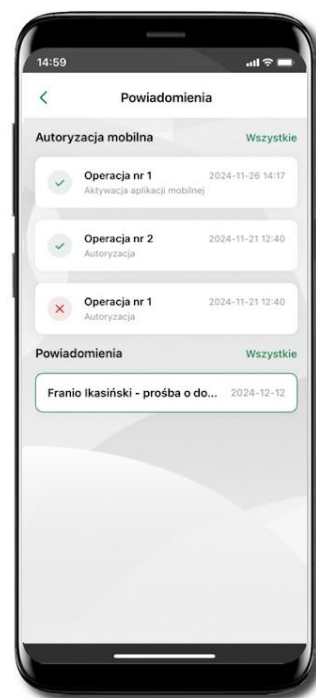 14:59
Powiadomienia
Autoryzacja mobilna Wszystkie
Operacja nr 1 2024-11-26 14:17
Aktywacja aplikacji mobilnej
Operacja nr 2 2024-11-21 12:40
Autoryzacja
Operacja nr 1 2024-11-21 12:40
Autoryzacja
Powiadomienia Wszystkie
Franio Ikasiński - prośba o do... 2024-12-12